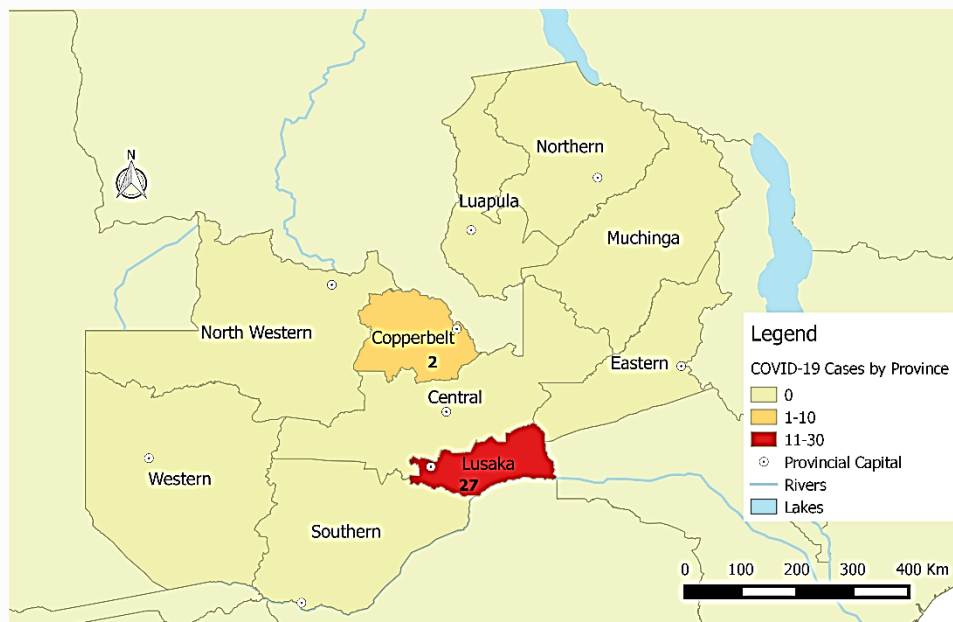 N
Northern
Luapula
Muchinga
North Western
Copperbelt
2
Eastern
Central
Western
Lusaka
27
Southern
Legend
COVID-19 Cases by Province
0
1-10
11-30
Provincial Capital
Rivers
Lakes
0 100 200 300 400 Km